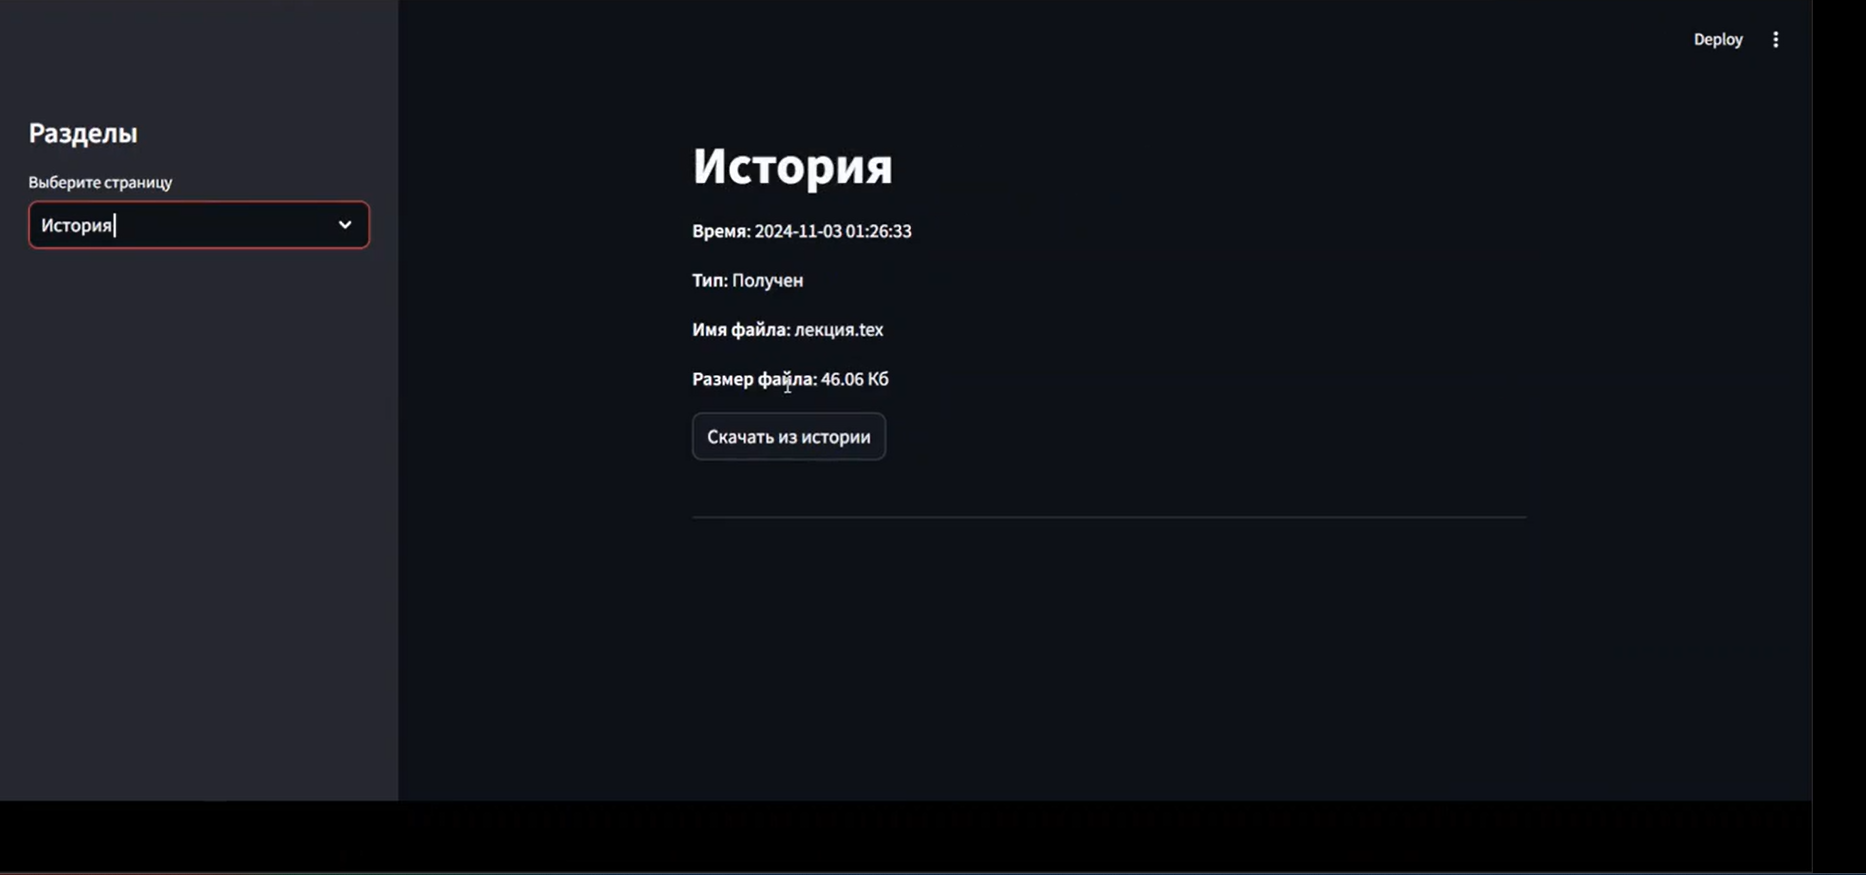 Deploy
Разделы
Выберите страницу
История
История
Время: 2024-11-03 01:26:33
Тип: Получен
Имя файла: лекция.tex
Размер файла: 46.06 Кб
Скачать из истории